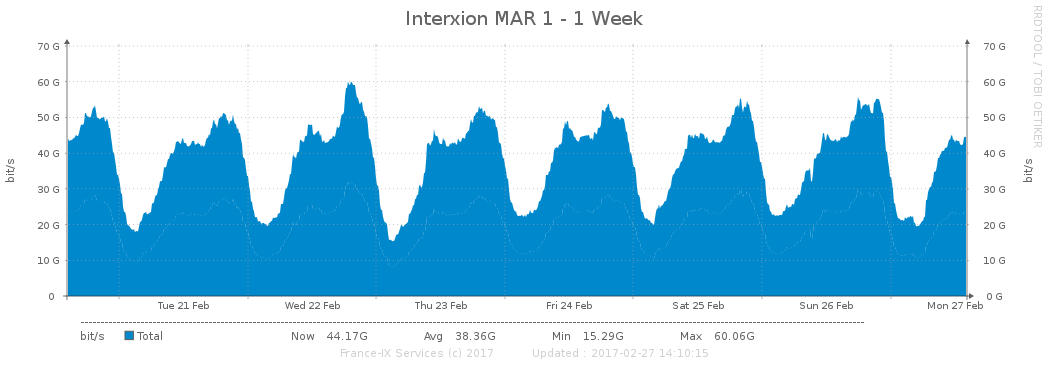 Interxion MAR 1 - 1 Week
RRDTOOL / TOBI OETIKER
bit/s
70 G 70 G
60 G 60 G
50 G 50 G
40 G 40 G
30 G 30 G
20 G 20 G
10 G 10 G
0 0 G
bit/s
Tue 21 Feb Wed 22 Feb Thu 23 Feb Fri 24 Feb Sat 25 Feb Sun 26 Feb Mon 27 Feb
bit/s Total Now 44.17G Avg 38.36G Min 15.29G Max 60.06G
France-IX Services (c) 2017 Updated : 2017-02-27 14:10:15